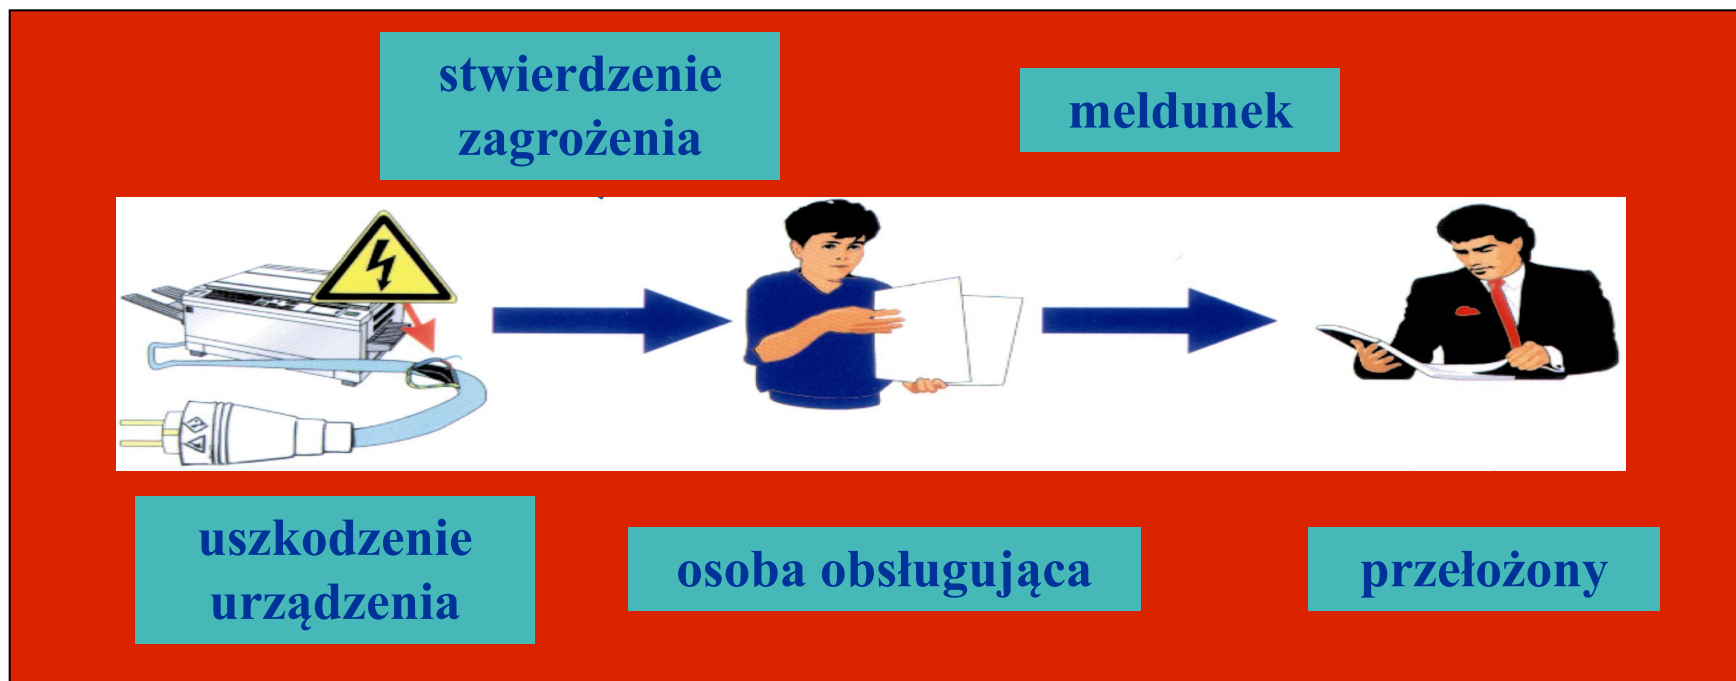 stwierdzenie
zagrożenia
meldunek
uszkodzenie
urządzenia
osoba obsługująca
przełożony